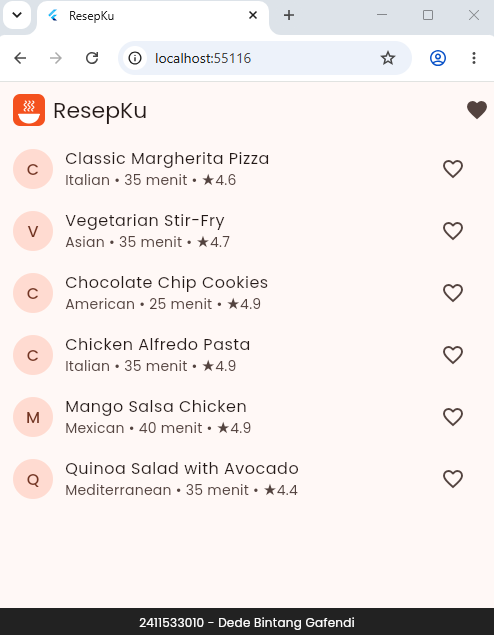 ResepKu
localhost:55116
ResepKu
C
Classic Margherita Pizza
Italian • 35 menit • ★4.6
V
Vegetarian Stir-Fry
Asian • 35 menit • ★4.7
C
Chocolate Chip Cookies
American • 25 menit • ★4.9
C
Chicken Alfredo Pasta
Italian • 35 menit • ★4.9
M
Mango Salsa Chicken
Mexican • 40 menit • ★4.9
Q
Quinoa Salad with Avocado
Mediterranean • 35 menit • ★4.4
2411533010 - Dede Bintang Gafendi